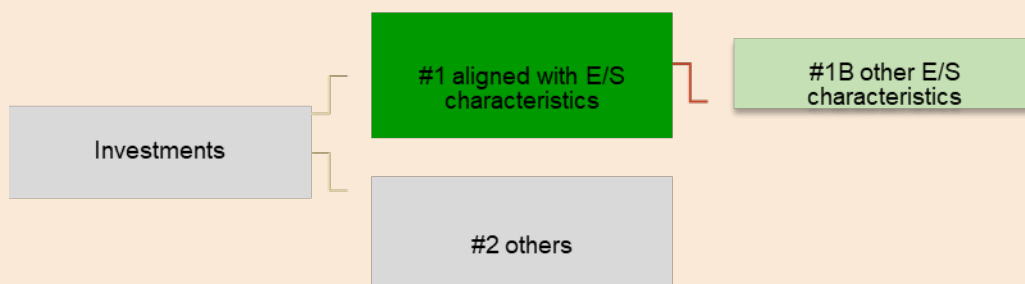 #1 aligned with E/S
characteristics
#1B other E/S
characteristics
Investments
#2 others